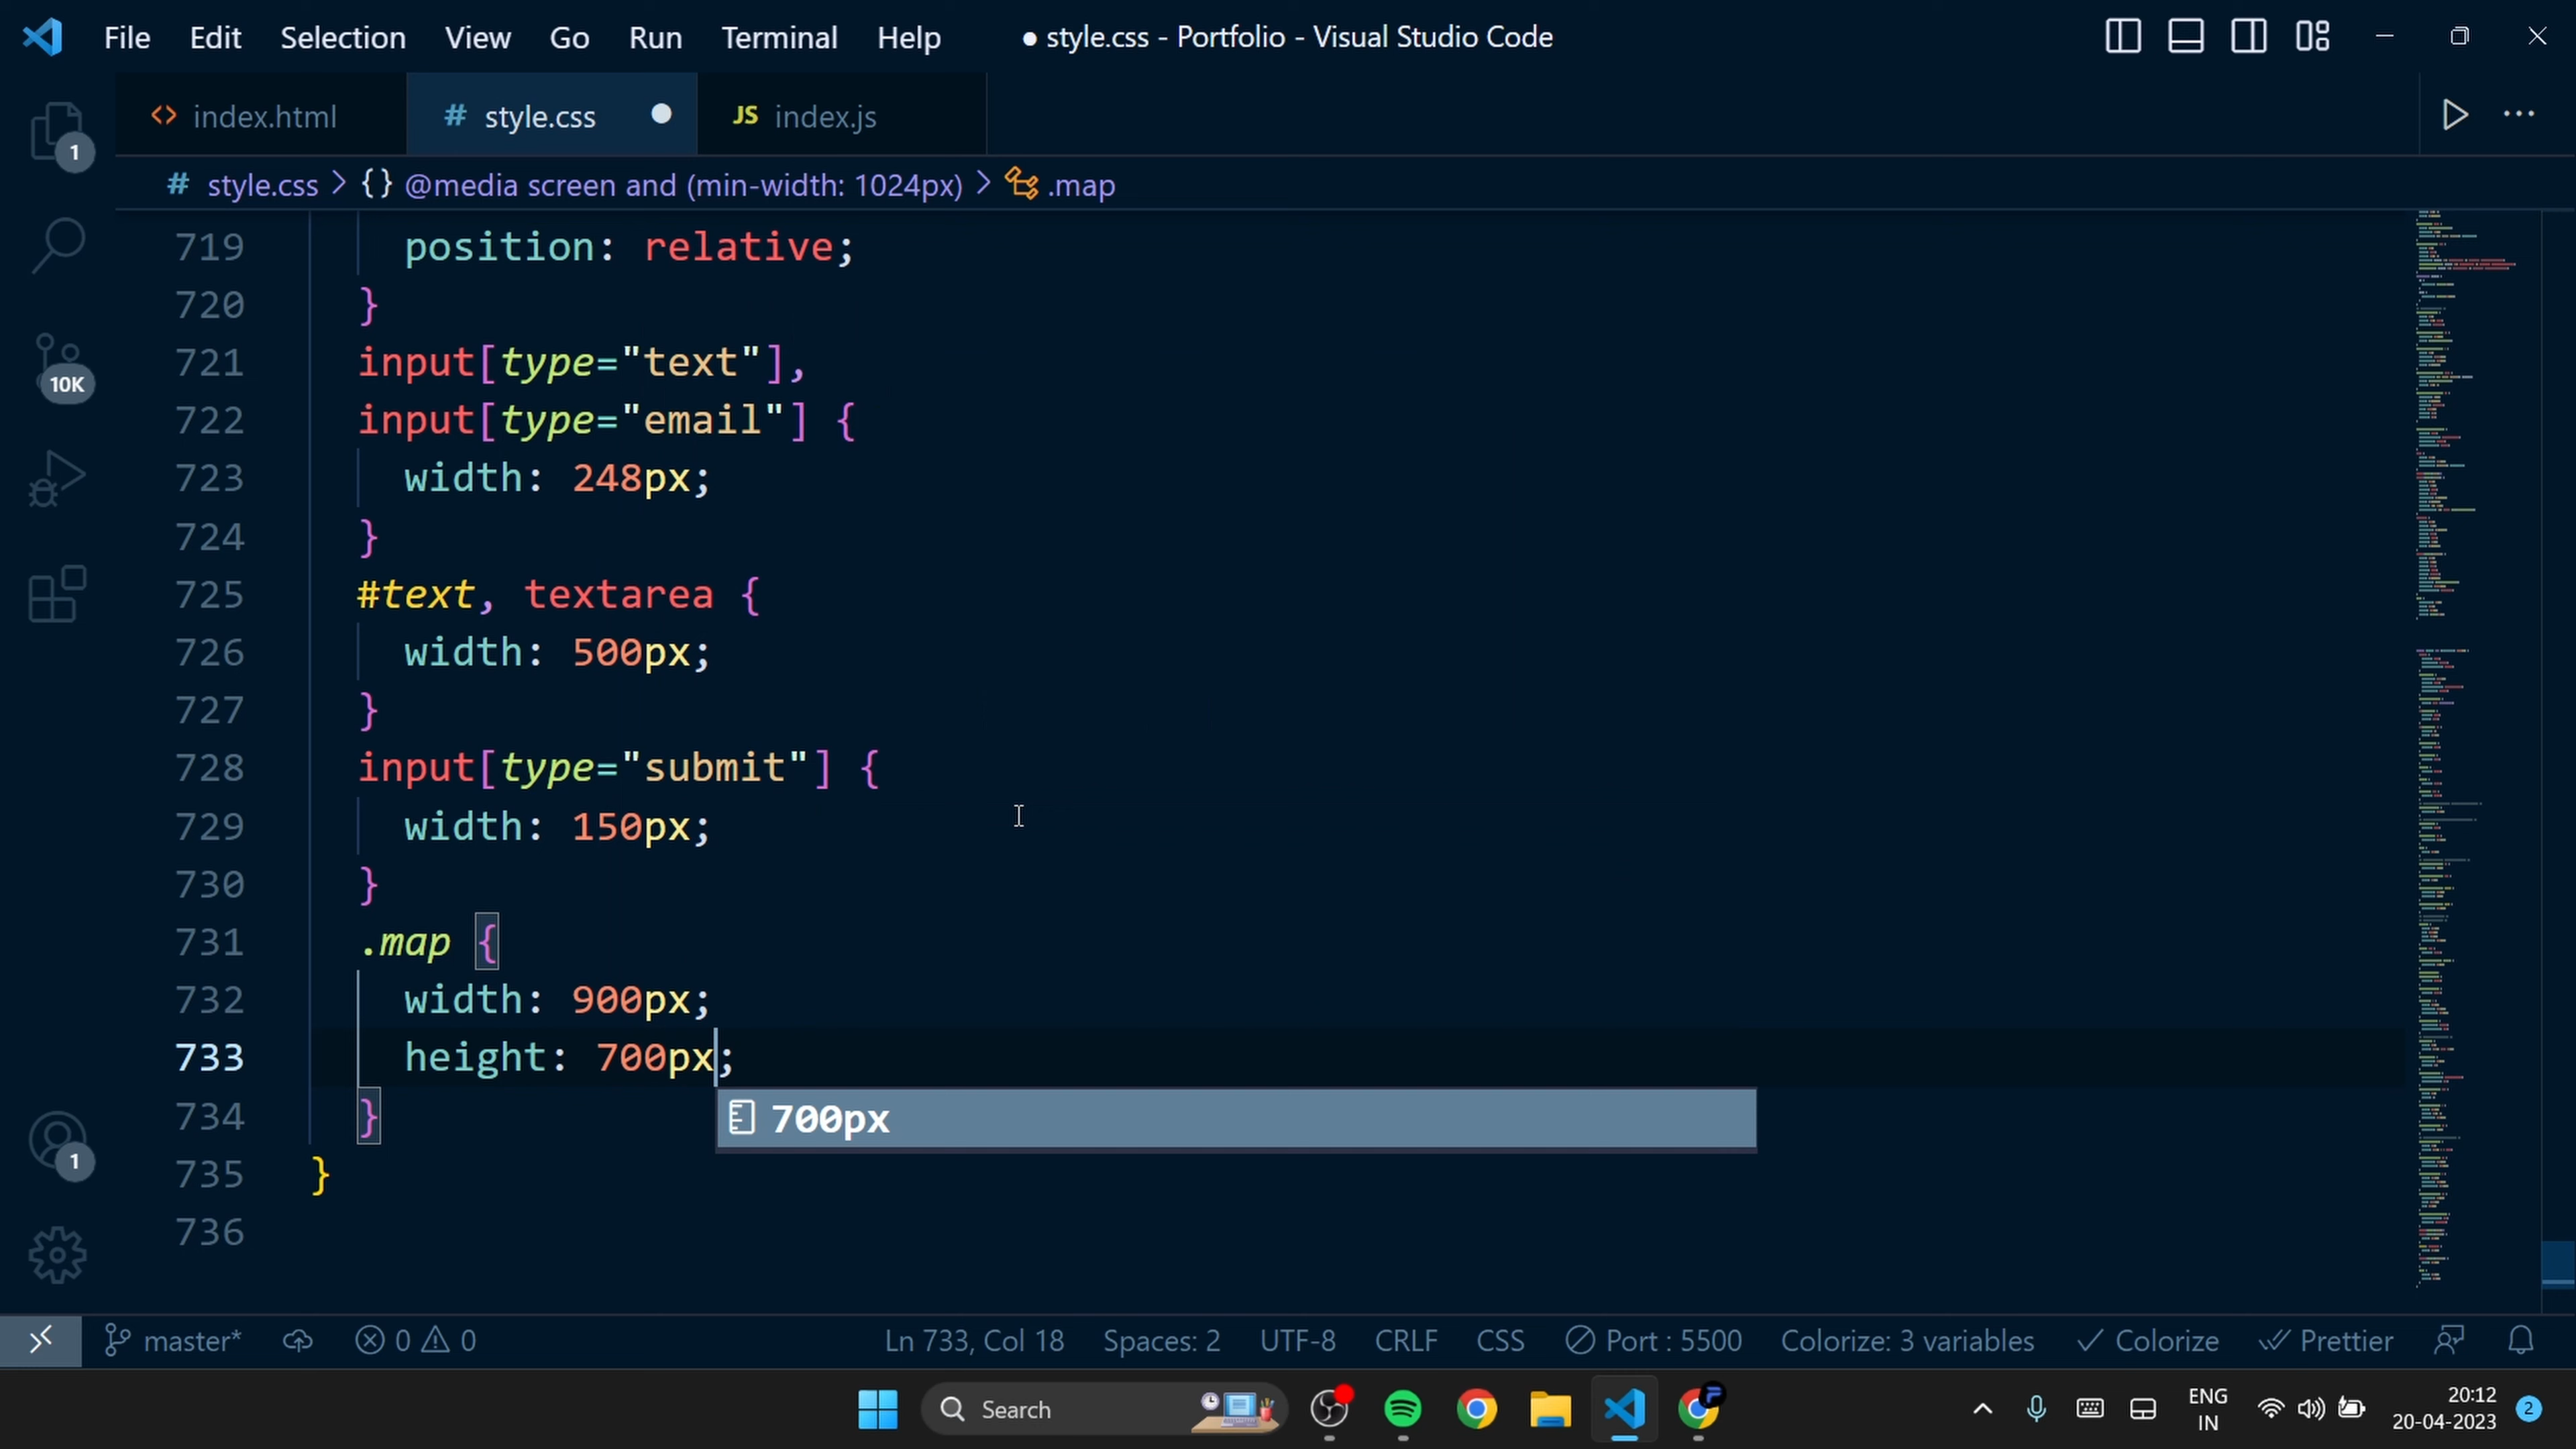 File Edit Selection View Go Run Terminal Help ● style.css - Portfolio - Visual Studio Code
index.html # style.css JS index.js
# style.css > {} @media screen and (min-width: 1024px) > .map
719 position: relative;
720 }
721 input[type="text"],
722 input[type="email"] {
723 width: 248px;
724 }
725 #text, textarea {
726 width: 500px;
727 }
728 input[type="submit"] {
729 width: 150px;
730 }
731 .map {
732 width: 900px;
733 height: 700px;
734 }
700px
735 }
736
1
10K
1
master* 0 0 Ln 733, Col 18 Spaces: 2 UTF-8 CRLF CSS Port : 5500 Colorize: 3 variables Colorize Prettier
Search ENG 20:12
IN 20-04-2023 2